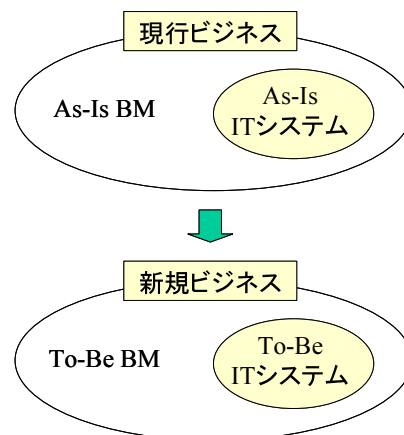 現行ビジネス
As-Is BM
As-Is
ITシステム
新規ビジネス
To-Be BM
To-Be
ITシステム